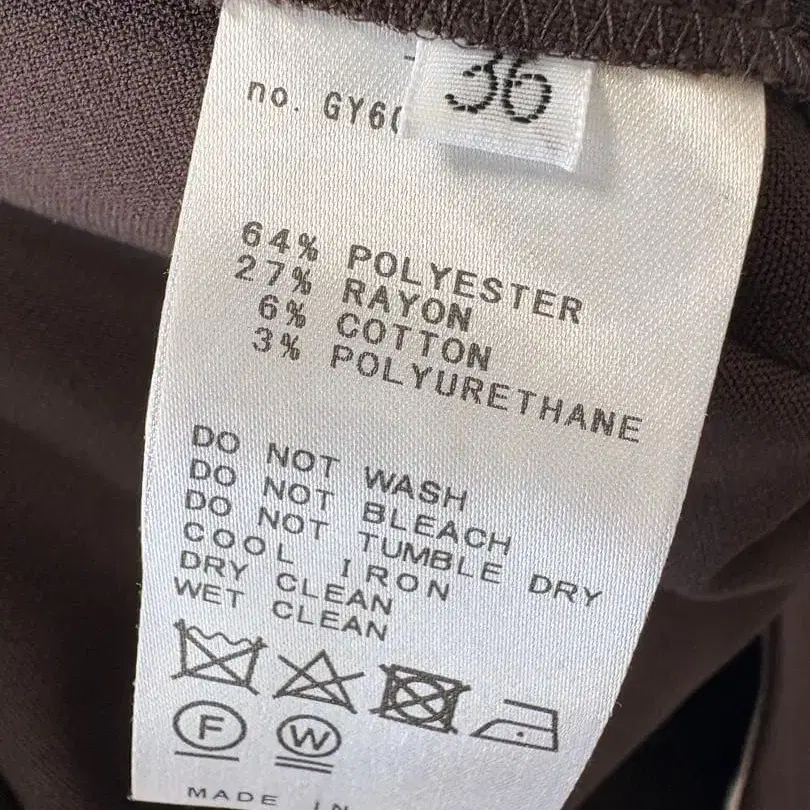 36
no. GY6
64% POLYESTER
27% RAYON
6% COTTON
3% POLYURETHANE
DO NOT WASH
DO NOT BLEACH
DO NOT TUMBLE DRY
COOL IRON
DRY CLEAN
WET CLEAN
F W
MADE IN